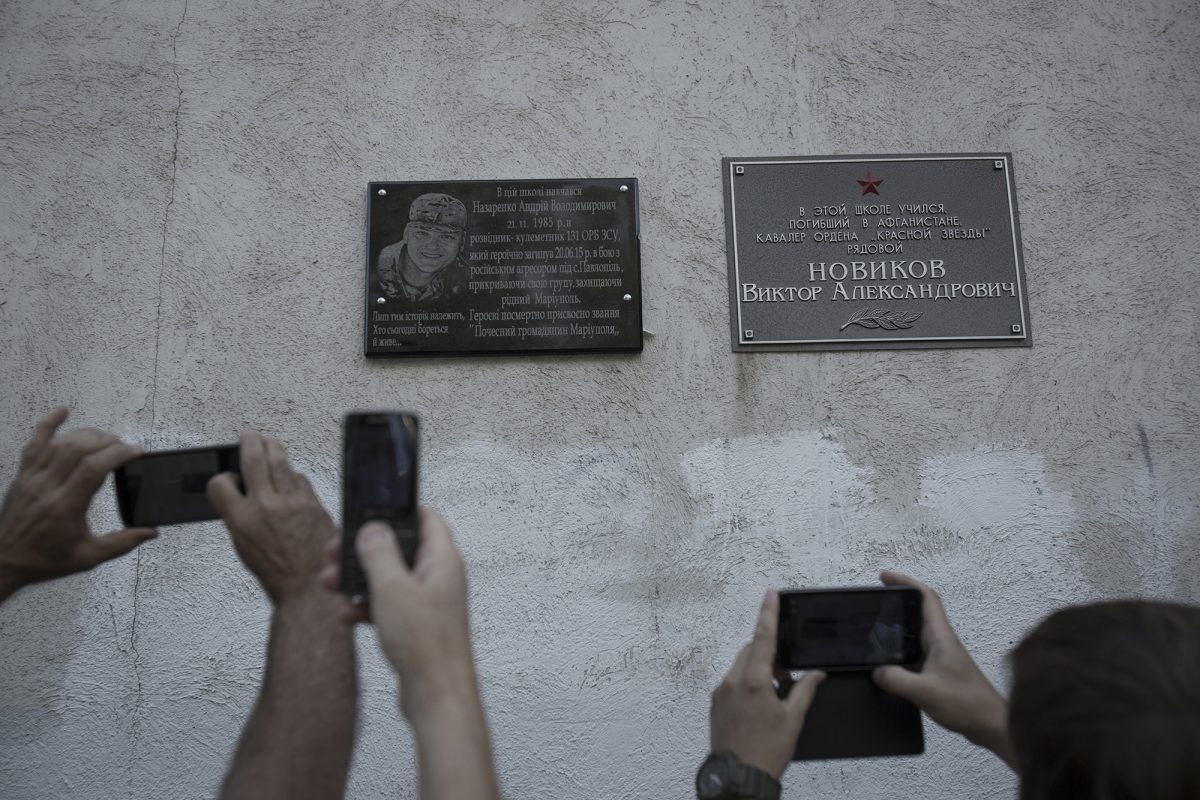 В цій школі навчався
Назаренко Андрій Володимирович
21. 11. 1985 р.н
розвідник- кулеметник 131 ОРБ ЗСУ,
який героїчно загинув 20.06.15 р. в бою з
російським агресором під с.Павлопіль,
прикриваючи свою групу, захищаючи
рідний Маріуполь.
Героєві посмертно присвоєно звання
"Почесний громадянин Маріуполя,,
Лиш тим історія належить,
Хто сьогодні бореться
й живе...
В ЭТОЙ ШКОЛЕ УЧИЛСЯ,
ПОГИБШИЙ В АФГАНИСТАНЕ,
КАВАЛЕР ОРДЕНА „КРАСНОЙ ЗВЕЗДЫ"
РЯДОВОЙ
НОВИКОВ
ВИКТОР АЛЕКСАНДРОВИЧ